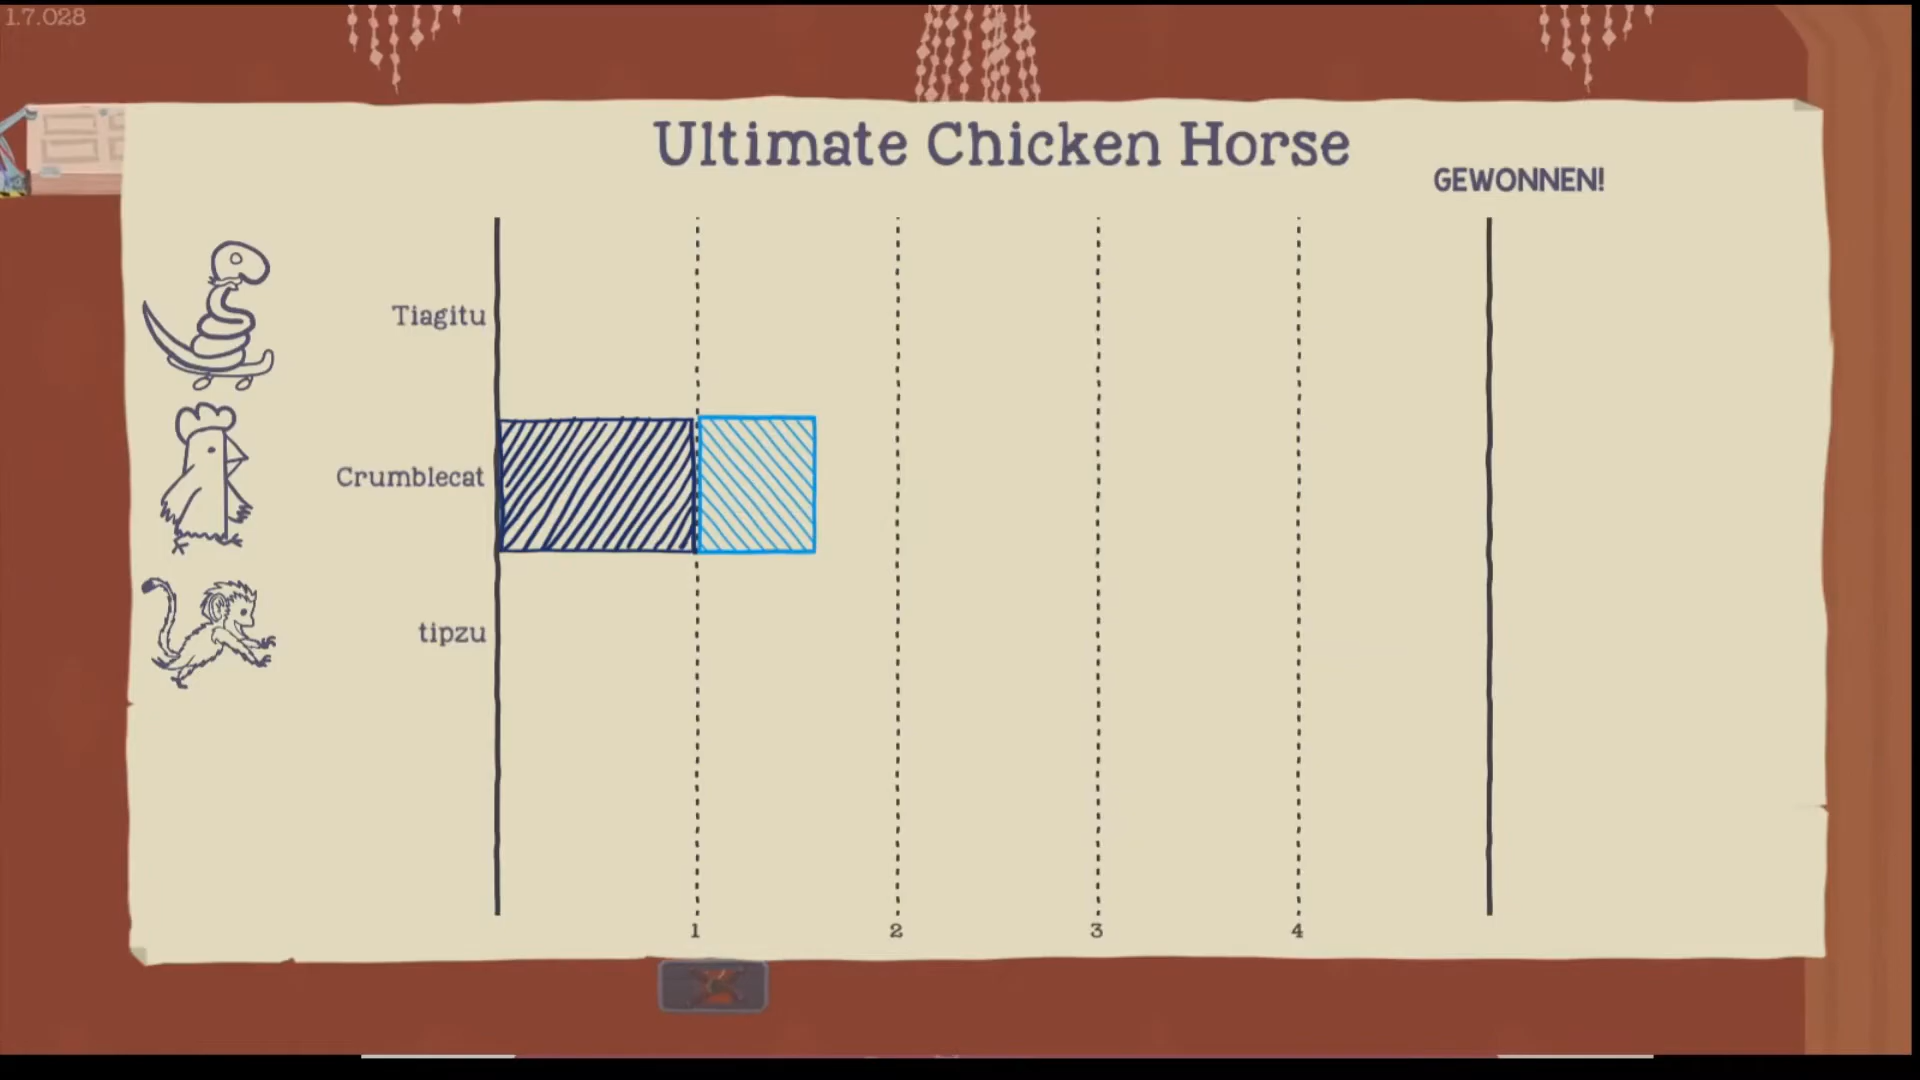 1.7.028
Ultimate Chicken Horse
GEWONNEN!
Tiagitu
Crumblecat
tipzu
1 2 3 4